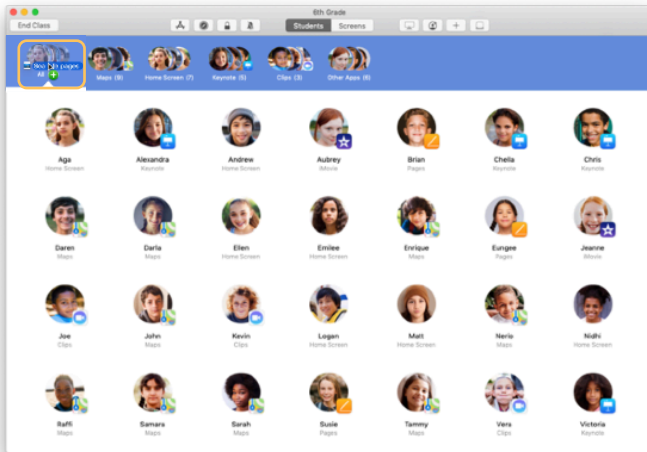 6th Grade
End Class
Students
Screens
All
Maps (9)
Home Screen (7)
Keynote (5)
Clips (3)
Other Apps (6)
Aga
Home Screen
Alexandra
Keynote
Andrew
Home Screen
Aubrey
iMovie
Brian
Pages
Chella
Keynote
Chris
Keynote
Daren
Maps
Darla
Maps
Ellen
Home Screen
Emilee
Home Screen
Enrique
Maps
Eungee
Pages
Jeanne
iMovie
Joe
Clips
John
Maps
Kevin
Clips
Logan
Home Screen
Matt
Home Screen
Nerio
Maps
Nidhi
Home Screen
Raffi
Maps
Samara
Maps
Sarah
Maps
Susie
Pages
Tammy
Maps
Vera
Clips
Victoria
Keynote